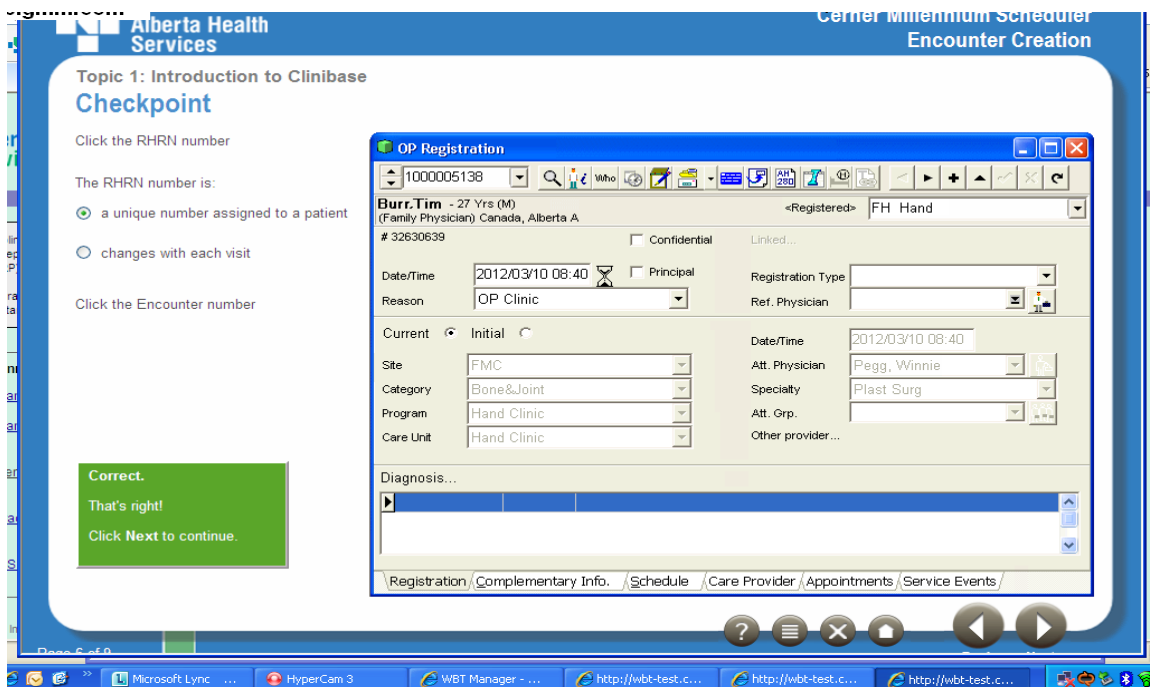 Alberta Health
Services
Cerner Millennium Scheduler
Encounter Creation
Topic 1: Introduction to Clinibase
Checkpoint
Click the RHRN number
The RHRN number is:
a unique number assigned to a patient
changes with each visit
Click the Encounter number
Correct.
That's right!
Click Next to continue.
OP Registration
1000005138
Who
AH 280
Burr,Tim - 27 Yrs (M)
(Family Physician) Canada, Alberta A
<Registered> FH Hand
# 32630639
Confidential
Linked...
Date/Time 2012/03/10 08:40
Principal
Registration Type
Reason OP Clinic
Ref. Physician
Current Initial
Date/Time 2012/03/10 08:40
Site FMC
Att. Physician Pegg, Winnie
Category Bone&Joint
Specialty Plast Surg
Program Hand Clinic
Att. Grp.
Care Unit Hand Clinic
Other provider...
Diagnosis...
Registration Complementary Info. Schedule Care Provider Appointments Service Events
Page 6 of 9
Microsoft Lync ...
HyperCam 3
WBT Manager - ...
http://wbt-test.c...
http://wbt-test.c...
http://wbt-test.c...